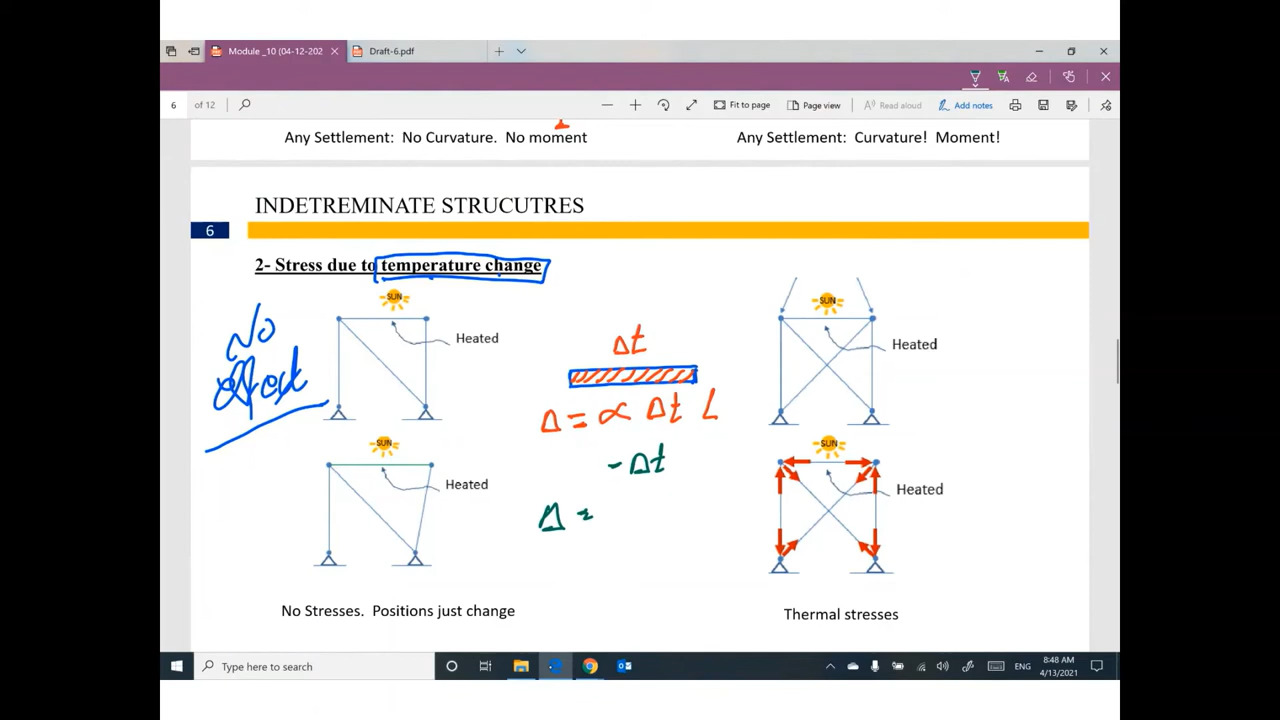 Module _10 (04-12-202
Draft-6.pdf
6 of 12
Fit to page
Page view
Read aloud
Add notes
Any Settlement: No Curvature. No moment
Any Settlement: Curvature! Moment!
INDETREMINATE STRUCUTRES
6
2- Stress due to temperature change
SUN
Heated
No
effect
Δt
Δ = ∝ Δt L
SUN
Heated
SUN
Heated
-Δt
Δ =
SUN
Heated
No Stresses. Positions just change
Thermal stresses
Type here to search
ENG
8:48 AM
4/13/2021